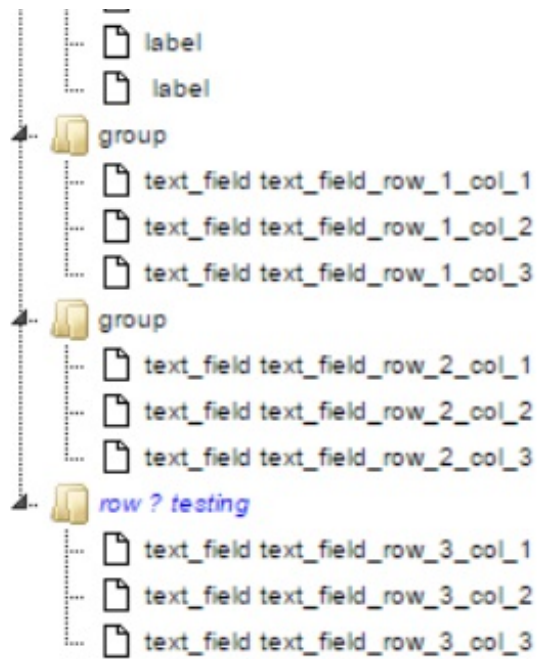 label
label
group
text_field text_field_row_1_col_1
text_field text_field_row_1_col_2
text_field text_field_row_1_col_3
group
text_field text_field_row_2_col_1
text_field text_field_row_2_col_2
text_field text_field_row_2_col_3
row ? testing
text_field text_field_row_3_col_1
text_field text_field_row_3_col_2
text_field text_field_row_3_col_3